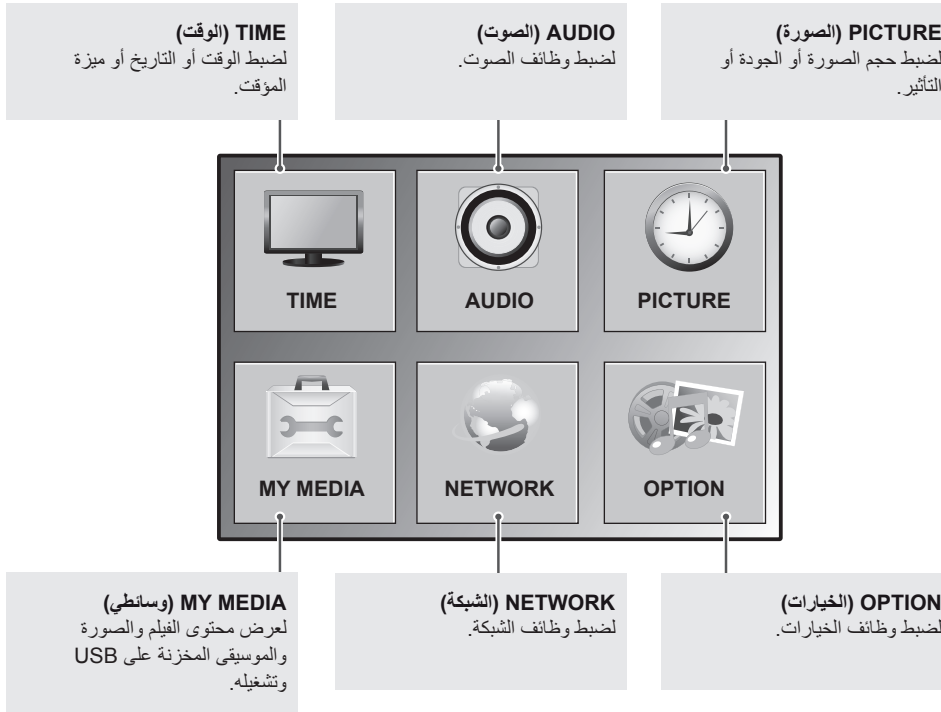 PICTURE (الصورة)
لضبط حجم الصورة أو الجودة أو
التأثير.
AUDIO (الصوت)
لضبط وظائف الصوت.
TIME (الوقت)
لضبط الوقت أو التاريخ أو ميزة
المؤقت.
TIME
AUDIO
PICTURE
MY MEDIA
NETWORK
OPTION
OPTION (الخيارات)
لضبط وظائف الخيارات.
NETWORK (الشبكة)
لضبط وظائف الشبكة.
MY MEDIA (وسائطي)
لعرض محتوى الفيلم والصورة
والموسيقى المخزنة على USB
وتشغيله.